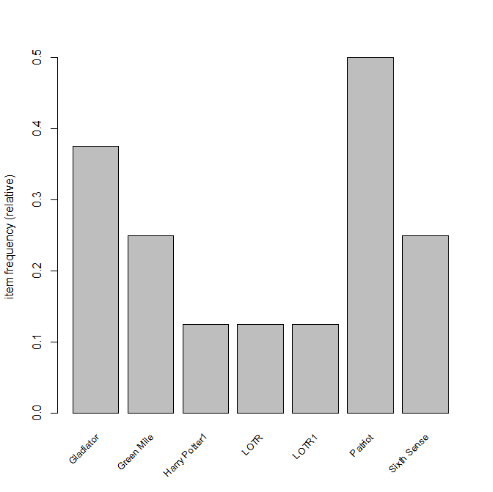 item frequency (relative)
0.5
0.4
0.3
0.2
0.1
0.0
Gladiator
Green Mile
Harry Potter1
LOTR
LOTR1
Patriot
Sixth Sense